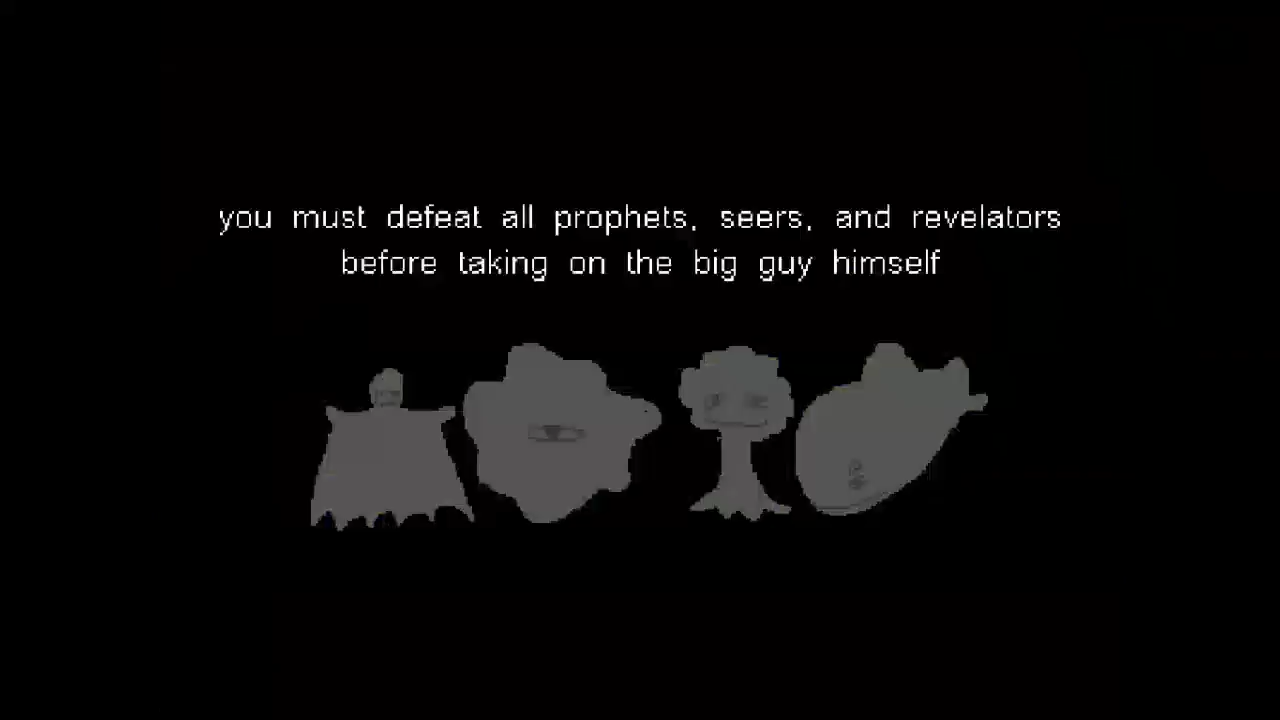 you must defeat all prophets, seers, and revelators
before taking on the big guy himself